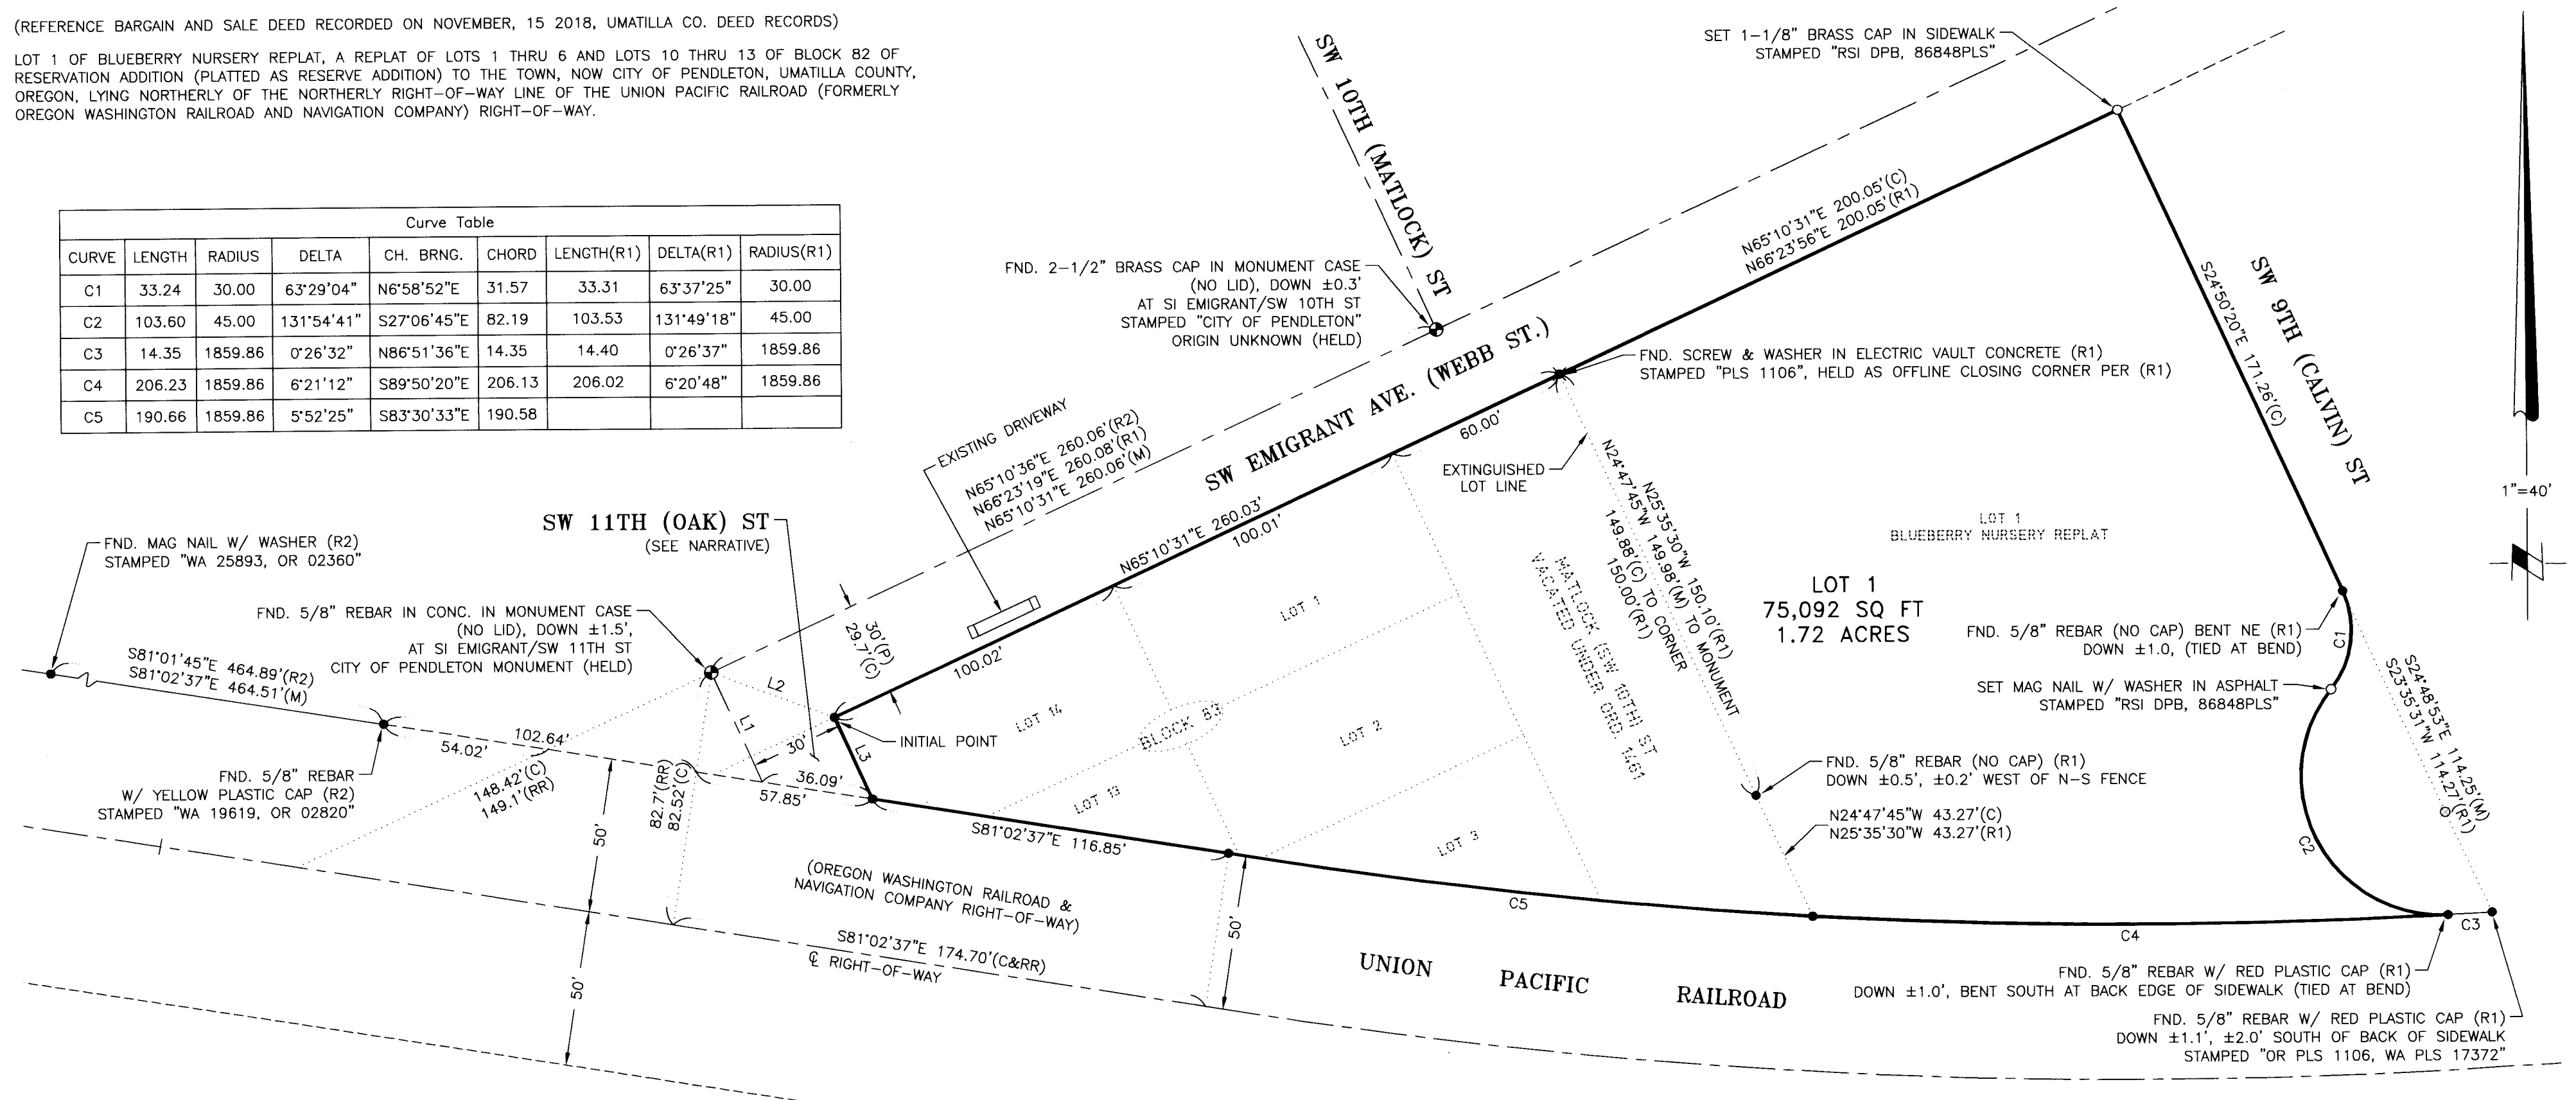 (REFERENCE BARGAIN AND SALE DEED RECORDED ON NOVEMBER, 15 2018, UMATILLA CO. DEED RECORDS)
LOT 1 OF BLUEBERRY NURSERY REPLAT, A REPLAT OF LOTS 1 THRU 6 AND LOTS 10 THRU 13 OF BLOCK 82 OF
RESERVATION ADDITION (PLATTED AS RESERVE ADDITION) TO THE TOWN, NOW CITY OF PENDLETON, UMATILLA COUNTY,
OREGON, LYING NORTHERLY OF THE NORTHERLY RIGHT-OF-WAY LINE OF THE UNION PACIFIC RAILROAD (FORMERLY
OREGON WASHINGTON RAILROAD AND NAVIGATION COMPANY) RIGHT-OF-WAY.
Curve Table
CURVE LENGTH RADIUS DELTA CH. BRNG. CHORD LENGTH(R1) DELTA(R1) RADIUS(R1)
C1 33.24 30.00 63°29'04" N6°58'52"E 31.57 33.31 63°37'25" 30.00
C2 103.60 45.00 131°54'41" S27°06'45"E 82.19 103.53 131°49'18" 45.00
C3 14.35 1859.86 0°26'32" N86°51'36"E 14.35 14.40 0°26'37" 1859.86
C4 206.23 1859.86 6°21'12" S89°50'20"E 206.13 206.02 6°20'48" 1859.86
C5 190.66 1859.86 5°52'25" S83°30'33"E 190.58
SET 1-1/8" BRASS CAP IN SIDEWALK
STAMPED "RSI DPB, 86848PLS"
SW 10TH (MATLOCK) ST
N65°10'31"E 200.05'(C)
N66°23'56"E 200.05'(R1)
FND. 2-1/2" BRASS CAP IN MONUMENT CASE
(NO LID), DOWN ±0.3'
AT SI EMIGRANT/SW 10TH ST
STAMPED "CITY OF PENDLETON"
ORIGIN UNKNOWN (HELD)
SW EMIGRANT AVE. (WEBB ST.)
FND. SCREW & WASHER IN ELECTRIC VAULT CONCRETE (R1)
STAMPED "PLS 1106", HELD AS OFFLINE CLOSING CORNER PER (R1)
S24°50'20"E 171.26'(C)
SW 9TH (CALVIN) ST
1"=40'
EXISTING DRIVEWAY
N65°10'36"E 260.06'(R2)
N66°23'19"E 260.08'(R1)
N65°10'31"E 260.06'(M)
60.00'
EXTINGUISHED
LOT LINE
N65°10'31"E 260.03'
100.01'
100.02'
N25°35'30"W 150.10'(R1)
N24°47'45"W 149.98'(M) TO MONUMENT
149.88'(C) TO CORNER
150.00'(R1)
LOT 1
BLUEBERRY NURSERY REPLAT
LOT 1
75,092 SQ FT
1.72 ACRES
SW 11TH (OAK) ST
(SEE NARRATIVE)
FND. MAG NAIL W/ WASHER (R2)
STAMPED "WA 25893, OR 02360"
FND. 5/8" REBAR IN CONC. IN MONUMENT CASE
(NO LID), DOWN ±1.5',
AT SI EMIGRANT/SW 11TH ST
CITY OF PENDLETON MONUMENT (HELD)
30'(P)
29.7'(C)
S81°01'45"E 464.89'(R2)
S81°02'37"E 464.51'(M)
L2
L1
30'
L3
INITIAL POINT
LOT 1
LOT 14
BLOCK 83
LOT 2
LOT 13
LOT 3
MATLOCK (SW 10TH) ST
VACATED UNDER ORD. 1461
FND. 5/8" REBAR (NO CAP) BENT NE (R1)
DOWN ±1.0, (TIED AT BEND)
C1
SET MAG NAIL W/ WASHER IN ASPHALT
STAMPED "RSI DPB, 86848PLS"
S24°48'53"E 114.25'(M)
S23°35'31"W 114.27'(R1)
C2
54.02'
102.64'
36.09'
57.85'
FND. 5/8" REBAR
W/ YELLOW PLASTIC CAP (R2)
STAMPED "WA 19619, OR 02820"
148.42'(C)
149.1'(RR)
82.7'(RR)
82.52'(C)
FND. 5/8" REBAR (NO CAP) (R1)
DOWN ±0.5', ±0.2' WEST OF N-S FENCE
N24°47'45"W 43.27'(C)
N25°35'30"W 43.27'(R1)
S81°02'37"E 116.85'
50'
50'
50'
(OREGON WASHINGTON RAILROAD &
NAVIGATION COMPANY RIGHT-OF-WAY)
S81°02'37"E 174.70'(C&RR)
℄ RIGHT-OF-WAY
C5
C4
C3
UNION PACIFIC RAILROAD
FND. 5/8" REBAR W/ RED PLASTIC CAP (R1)
DOWN ±1.0', BENT SOUTH AT BACK EDGE OF SIDEWALK (TIED AT BEND)
FND. 5/8" REBAR W/ RED PLASTIC CAP (R1)
DOWN ±1.1', ±2.0' SOUTH OF BACK OF SIDEWALK
STAMPED "OR PLS 1106, WA PLS 17372"